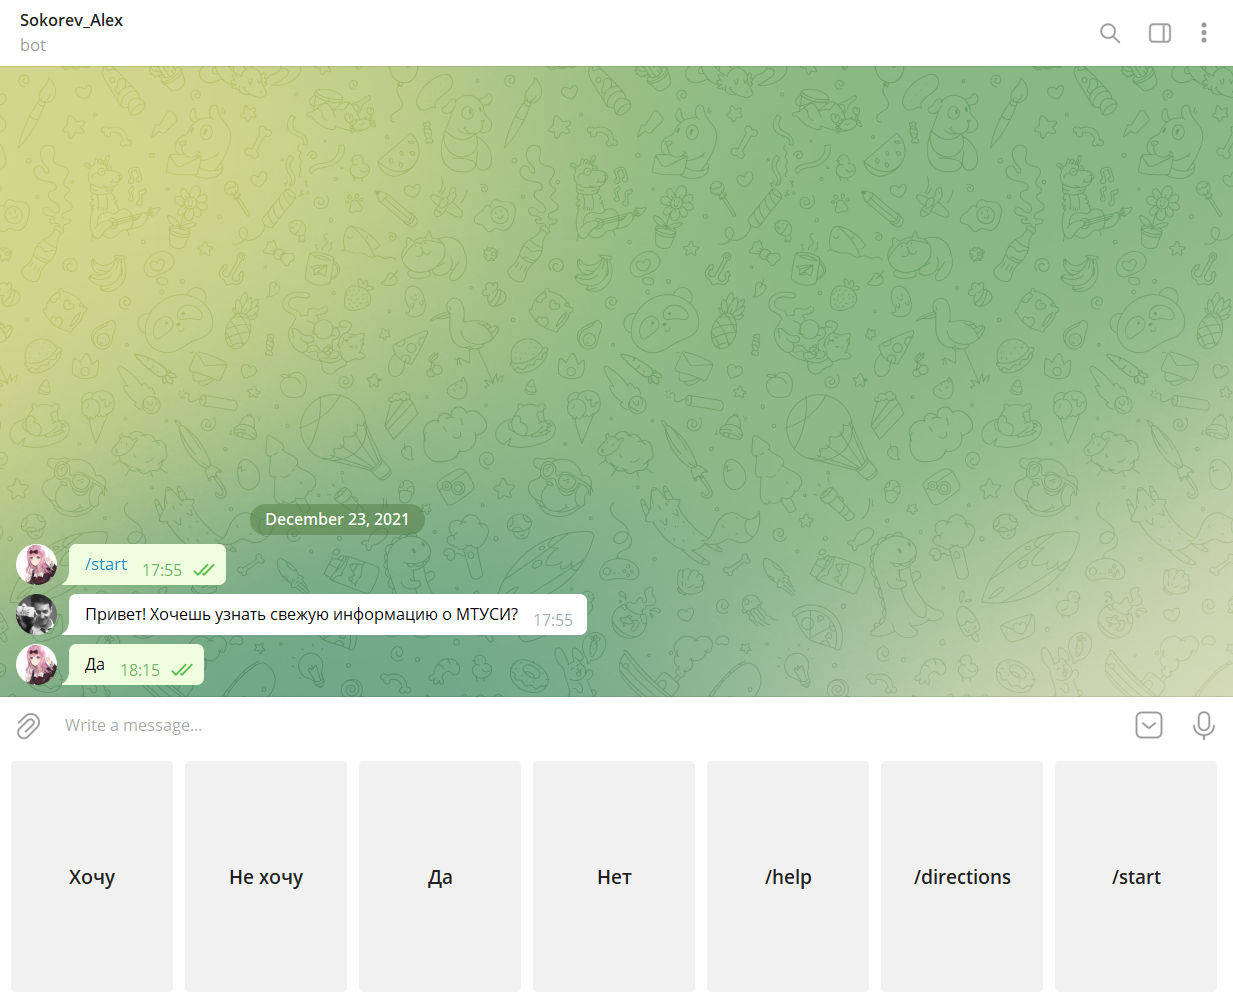 Sokorev_Alex
bot
December 23, 2021
/start 17:55
Привет! Хочешь узнать свежую информацию о МТУСИ? 17:55
Да 18:15
Write a message...
Хочу
Не хочу
Да
Нет
/help
/directions
/start